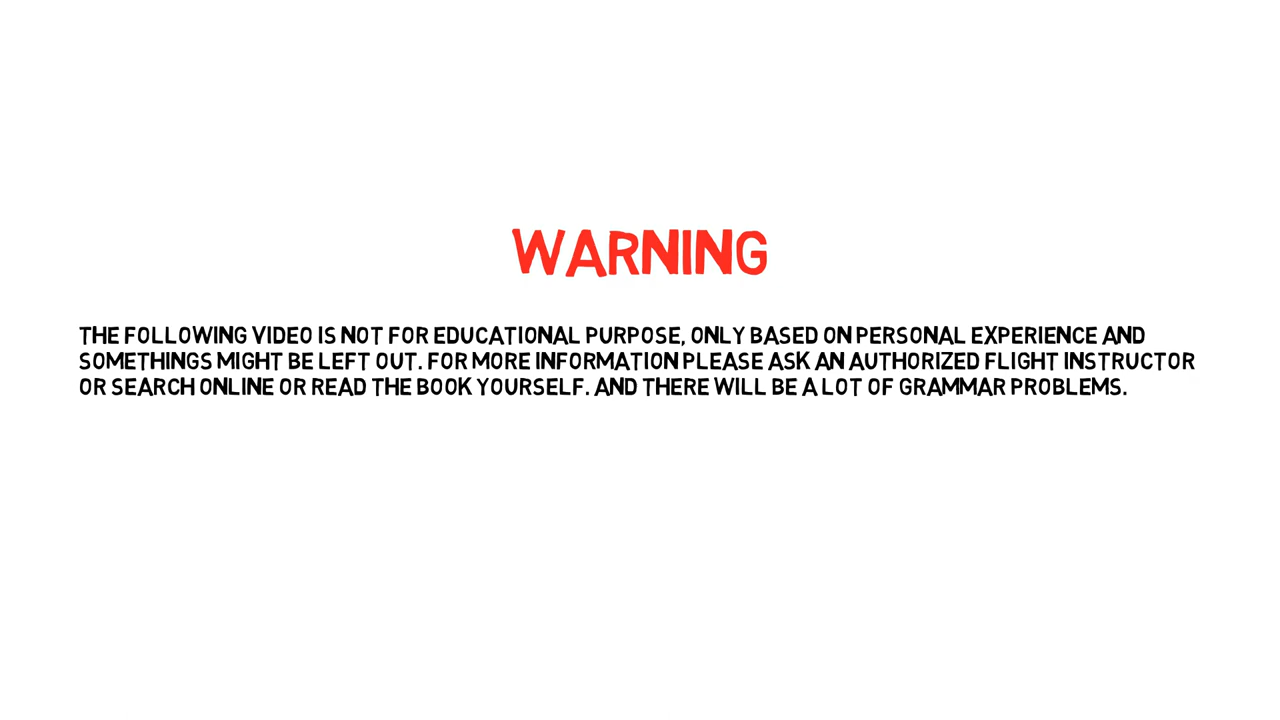 WARNING
THE FOLLOWING VIDEO IS NOT FOR EDUCATIONAL PURPOSE, ONLY BASED ON PERSONAL EXPERIENCE AND
SOMETHINGS MIGHT BE LEFT OUT. FOR MORE INFORMATION PLEASE ASK AN AUTHORIZED FLIGHT INSTRUCTOR
OR SEARCH ONLINE OR READ THE BOOK YOURSELF. AND THERE WILL BE A LOT OF GRAMMAR PROBLEMS.